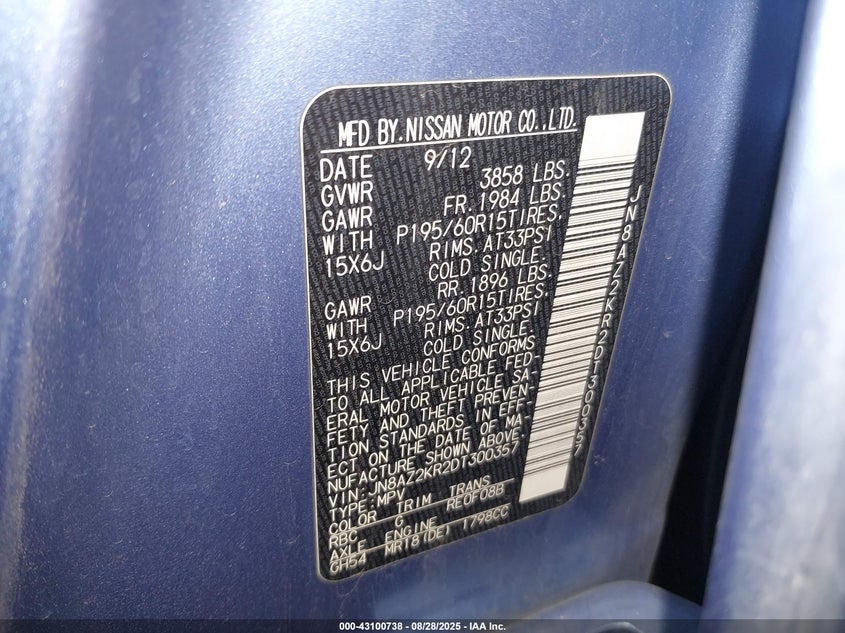 MFD BY.NISSAN MOTOR CO.,LTD.
DATE 9/12
GVWR 3858 LBS.
GAWR FR.1984 LBS.
WITH P195/60R15TIRES.
15X6J RIMS.AT33PSI
COLD SINGLE.
GAWR RR.1896 LBS.
WITH P195/60R15TIRES.
15X6J RIMS.AT33PSI
COLD SINGLE.
THIS VEHICLE CONFORMS
TO ALL APPLICABLE FED-
ERAL MOTOR VEHICLE SA-
FETY AND THEFT PREVEN-
TION STANDARDS IN EFF-
ECT ON THE DATE OF MA-
NUFACTURE SHOWN ABOVE.
VIN:JN8AZ2KR2DT300357
TYPE:MPV
COLOR TRIM TRANS
RBC G RE0F08B
AXLE ENGINE
GH54 MR18(DE) 1798CC
JN8AZ2KR2DT300357
000-43100738 - 08/28/2025 - IAA Inc.